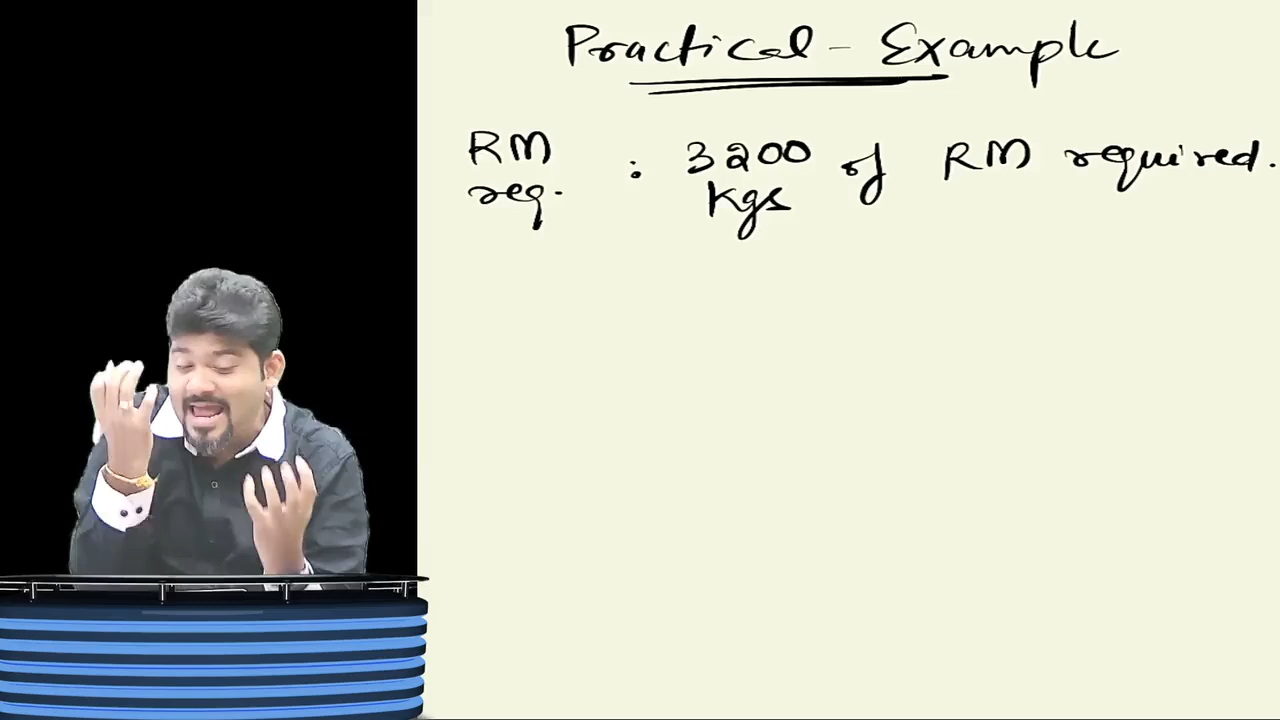 Practical - Example
RM req. : 3200 kgs of RM required.